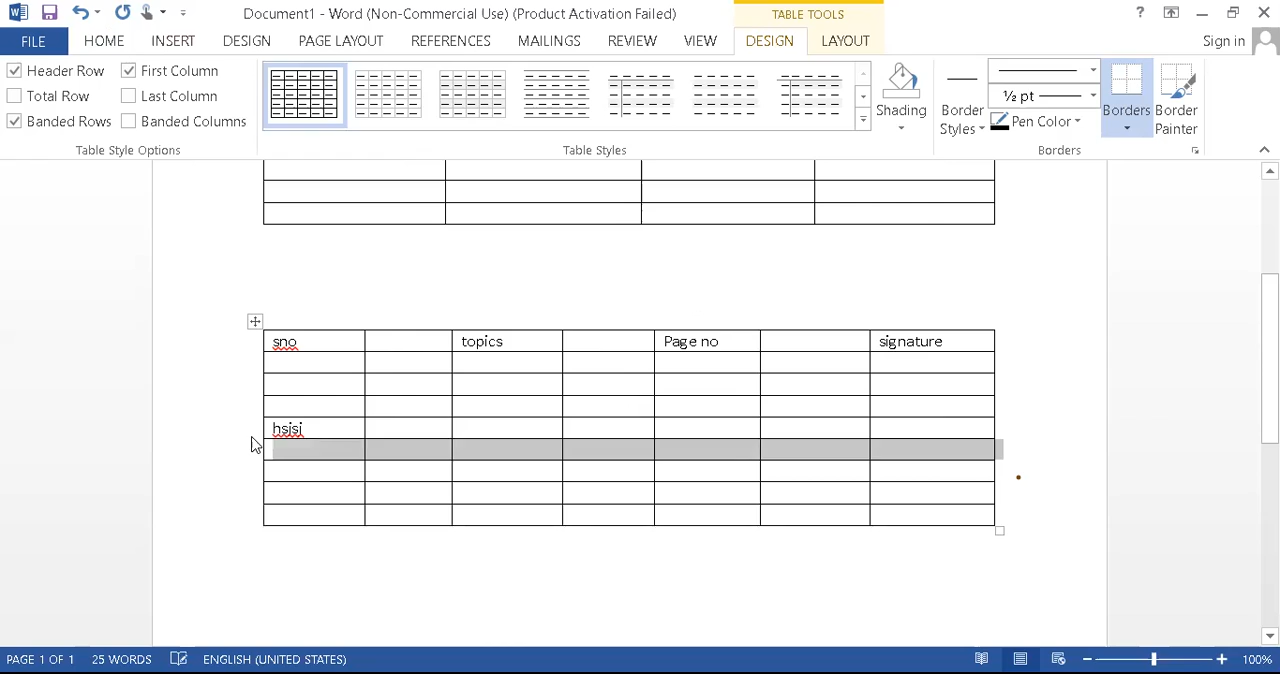 Document1 - Word (Non-Commercial Use) (Product Activation Failed)
TABLE TOOLS
?
FILE
HOME
INSERT
DESIGN
PAGE LAYOUT
REFERENCES
MAILINGS
REVIEW
VIEW
DESIGN
LAYOUT
Sign in
Header Row
First Column
Total Row
Last Column
Banded Rows
Banded Columns
Table Style Options
Table Styles
Shading
Border
Styles
½ pt
Pen Color
Borders
Border
Painter
Borders
sno
topics
Page no
signature
hsjsj
PAGE 1 OF 1
25 WORDS
ENGLISH (UNITED STATES)
100%